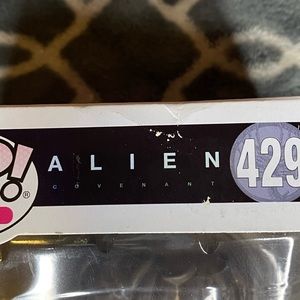 P!
®
ALIEN
COVENANT
429